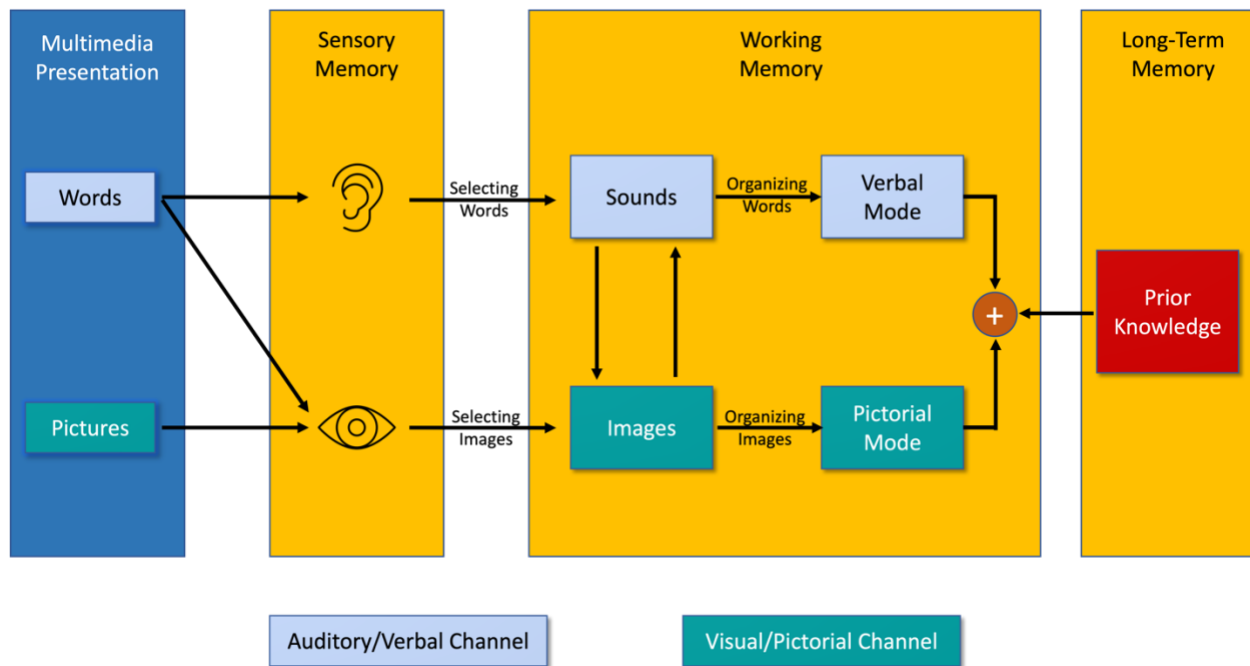 Multimedia
Presentation
Sensory
Memory
Working
Memory
Long-Term
Memory
Words
Selecting
Words
Sounds
Organizing
Words
Verbal
Mode
+
Prior
Knowledge
Pictures
Selecting
Images
Images
Organizing
Images
Pictorial
Mode
Auditory/Verbal Channel
Visual/Pictorial Channel